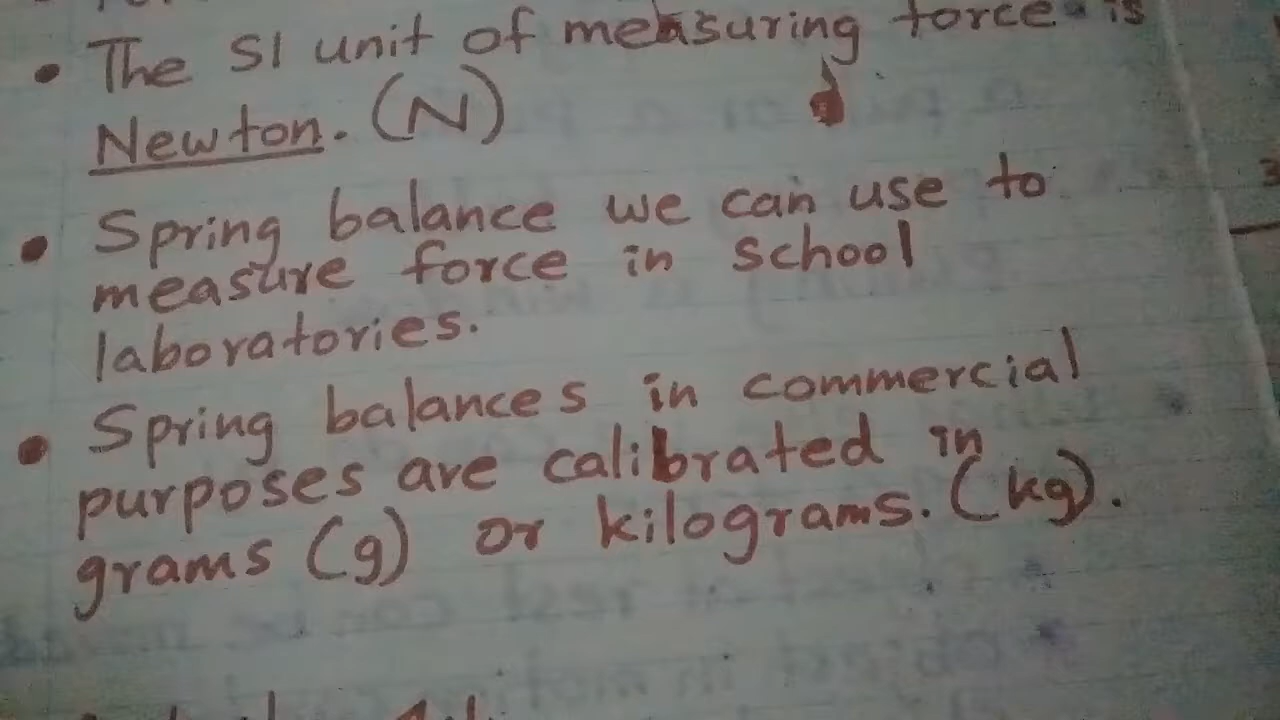 • The SI unit of measuring force is
Newton. (N)
• Spring balance we can use to
measure force in school
laboratories.
• Spring balances in commercial
purposes are calibrated in
grams (g) or kilograms. (kg).